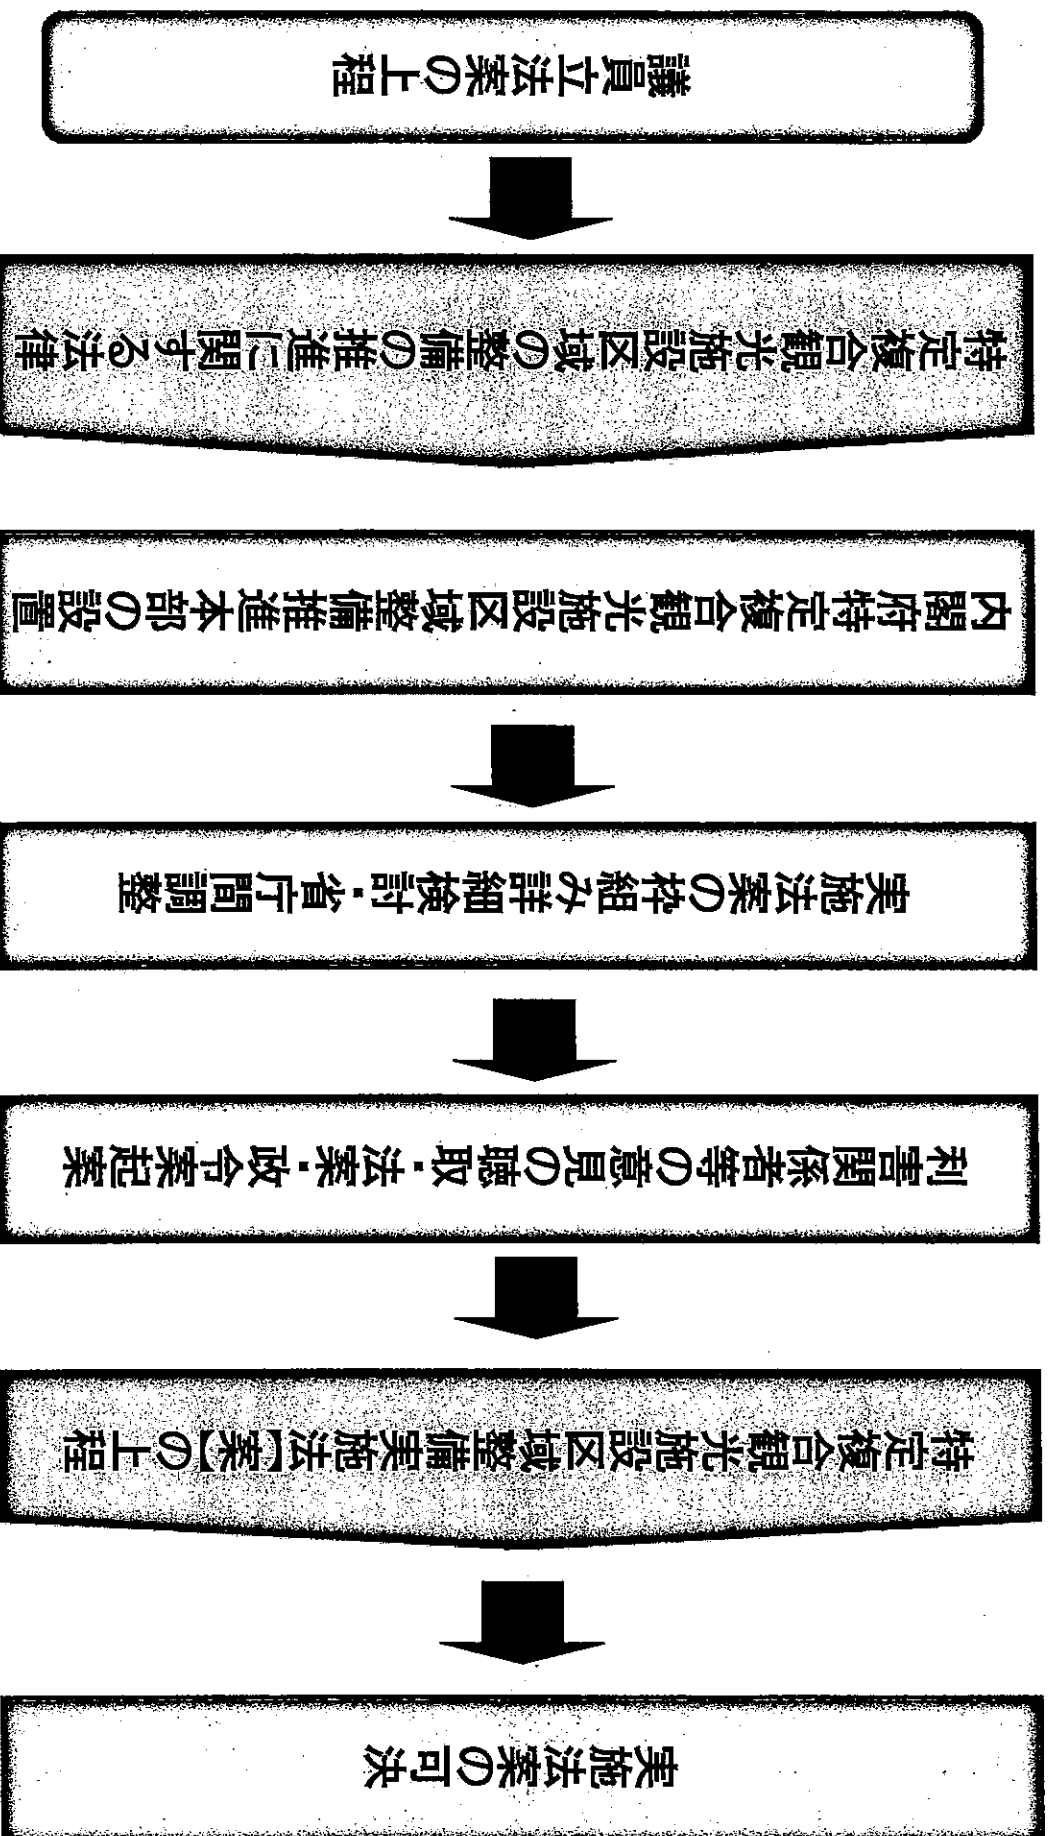 議員立法案の上程
特定複合観光施設区域の整備の推進に関する法律
内閣府特定複合観光施設区域整備推進本部の設置
実施法案の枠組み詳細検討・省庁間調整
利害関係者等の意見の聴取・法案・政令案起案
特定複合観光施設区域整備実施法【案】の上程
実施法案の可決